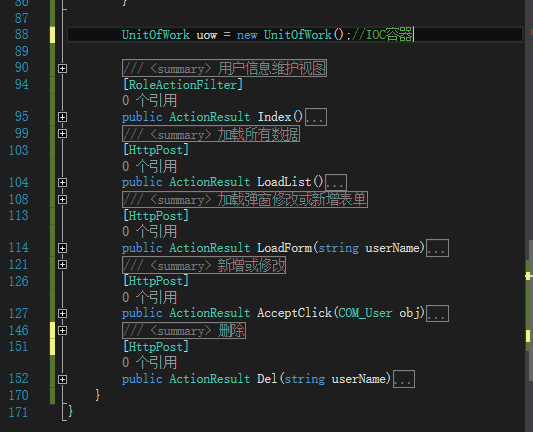 86 }
87
88 UnitOfWork uow = new UnitOfWork();//IOC容器
89
90 /// <summary> 用户信息维护视图
94 [RoleActionFilter]
0 个引用
95 public ActionResult Index()...
99 /// <summary> 加载所有数据
103 [HttpPost]
0 个引用
104 public ActionResult LoadList()...
108 /// <summary> 加载弹窗修改或新增表单
113 [HttpPost]
0 个引用
114 public ActionResult LoadForm(string userName)...
121 /// <summary> 新增或修改
126 [HttpPost]
0 个引用
127 public ActionResult AcceptClick(COM_User obj)...
146 /// <summary> 删除
151 [HttpPost]
0 个引用
152 public ActionResult Del(string userName)...
170 }
171 }